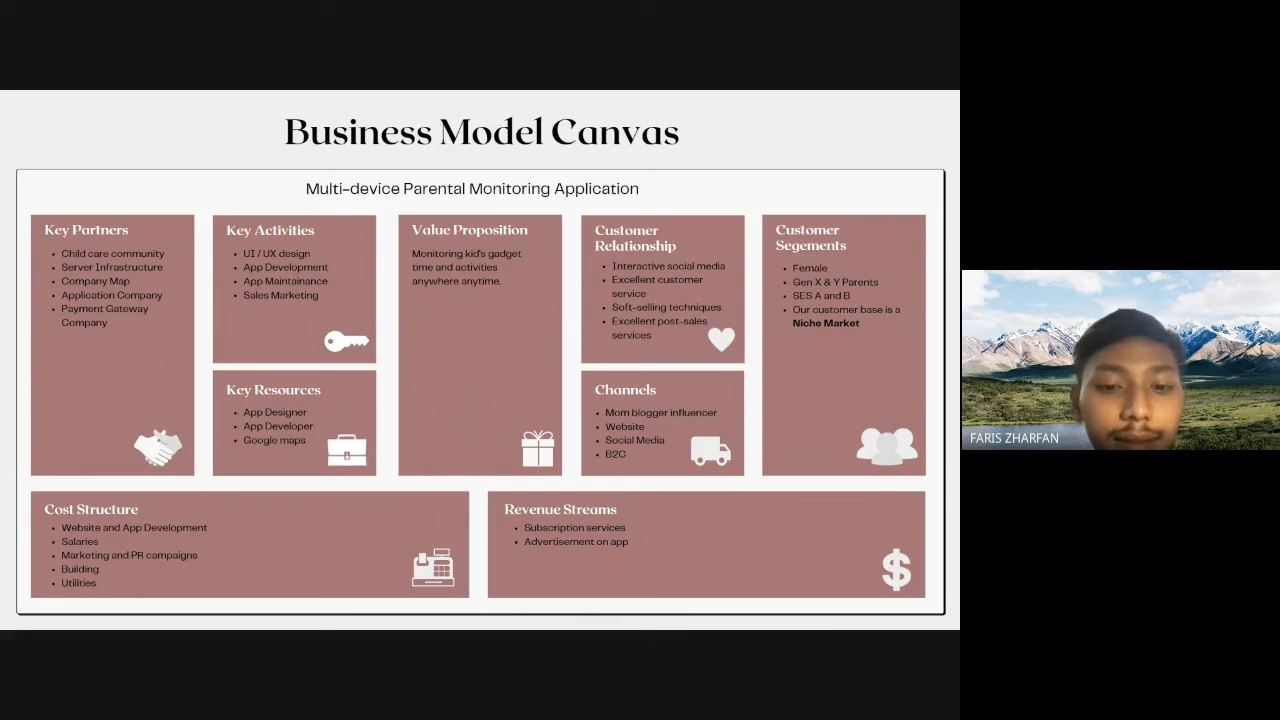 Business Model Canvas
Multi-device Parental Monitoring Application
Key Partners
• Child care community
• Server Infrastructure
• Company Map
• Application Company
• Payment Gateway
Company
Key Activities
• UI / UX design
• App Development
• App Maintainance
• Sales Marketing
Key Resources
• App Designer
• App Developer
• Google maps
Value Proposition
Monitoring kid's gadget
time and activities
anywhere anytime.
Customer
Relationship
• Interactive social media
• Excellent customer
service
• Soft-selling techniques
• Excellent post-sales
services
Channels
• Mom blogger influencer
• Website
• Social Media
• B2C
Customer
Segements
• Female
• Gen X & Y Parents
• SES A and B
• Our customer base is a
Niche Market
Cost Structure
• Website and App Development
• Salaries
• Marketing and PR campaigns
• Building
• Utilities
Revenue Streams
• Subscription services
• Advertisement on app
$
FARIS ZHARFAN